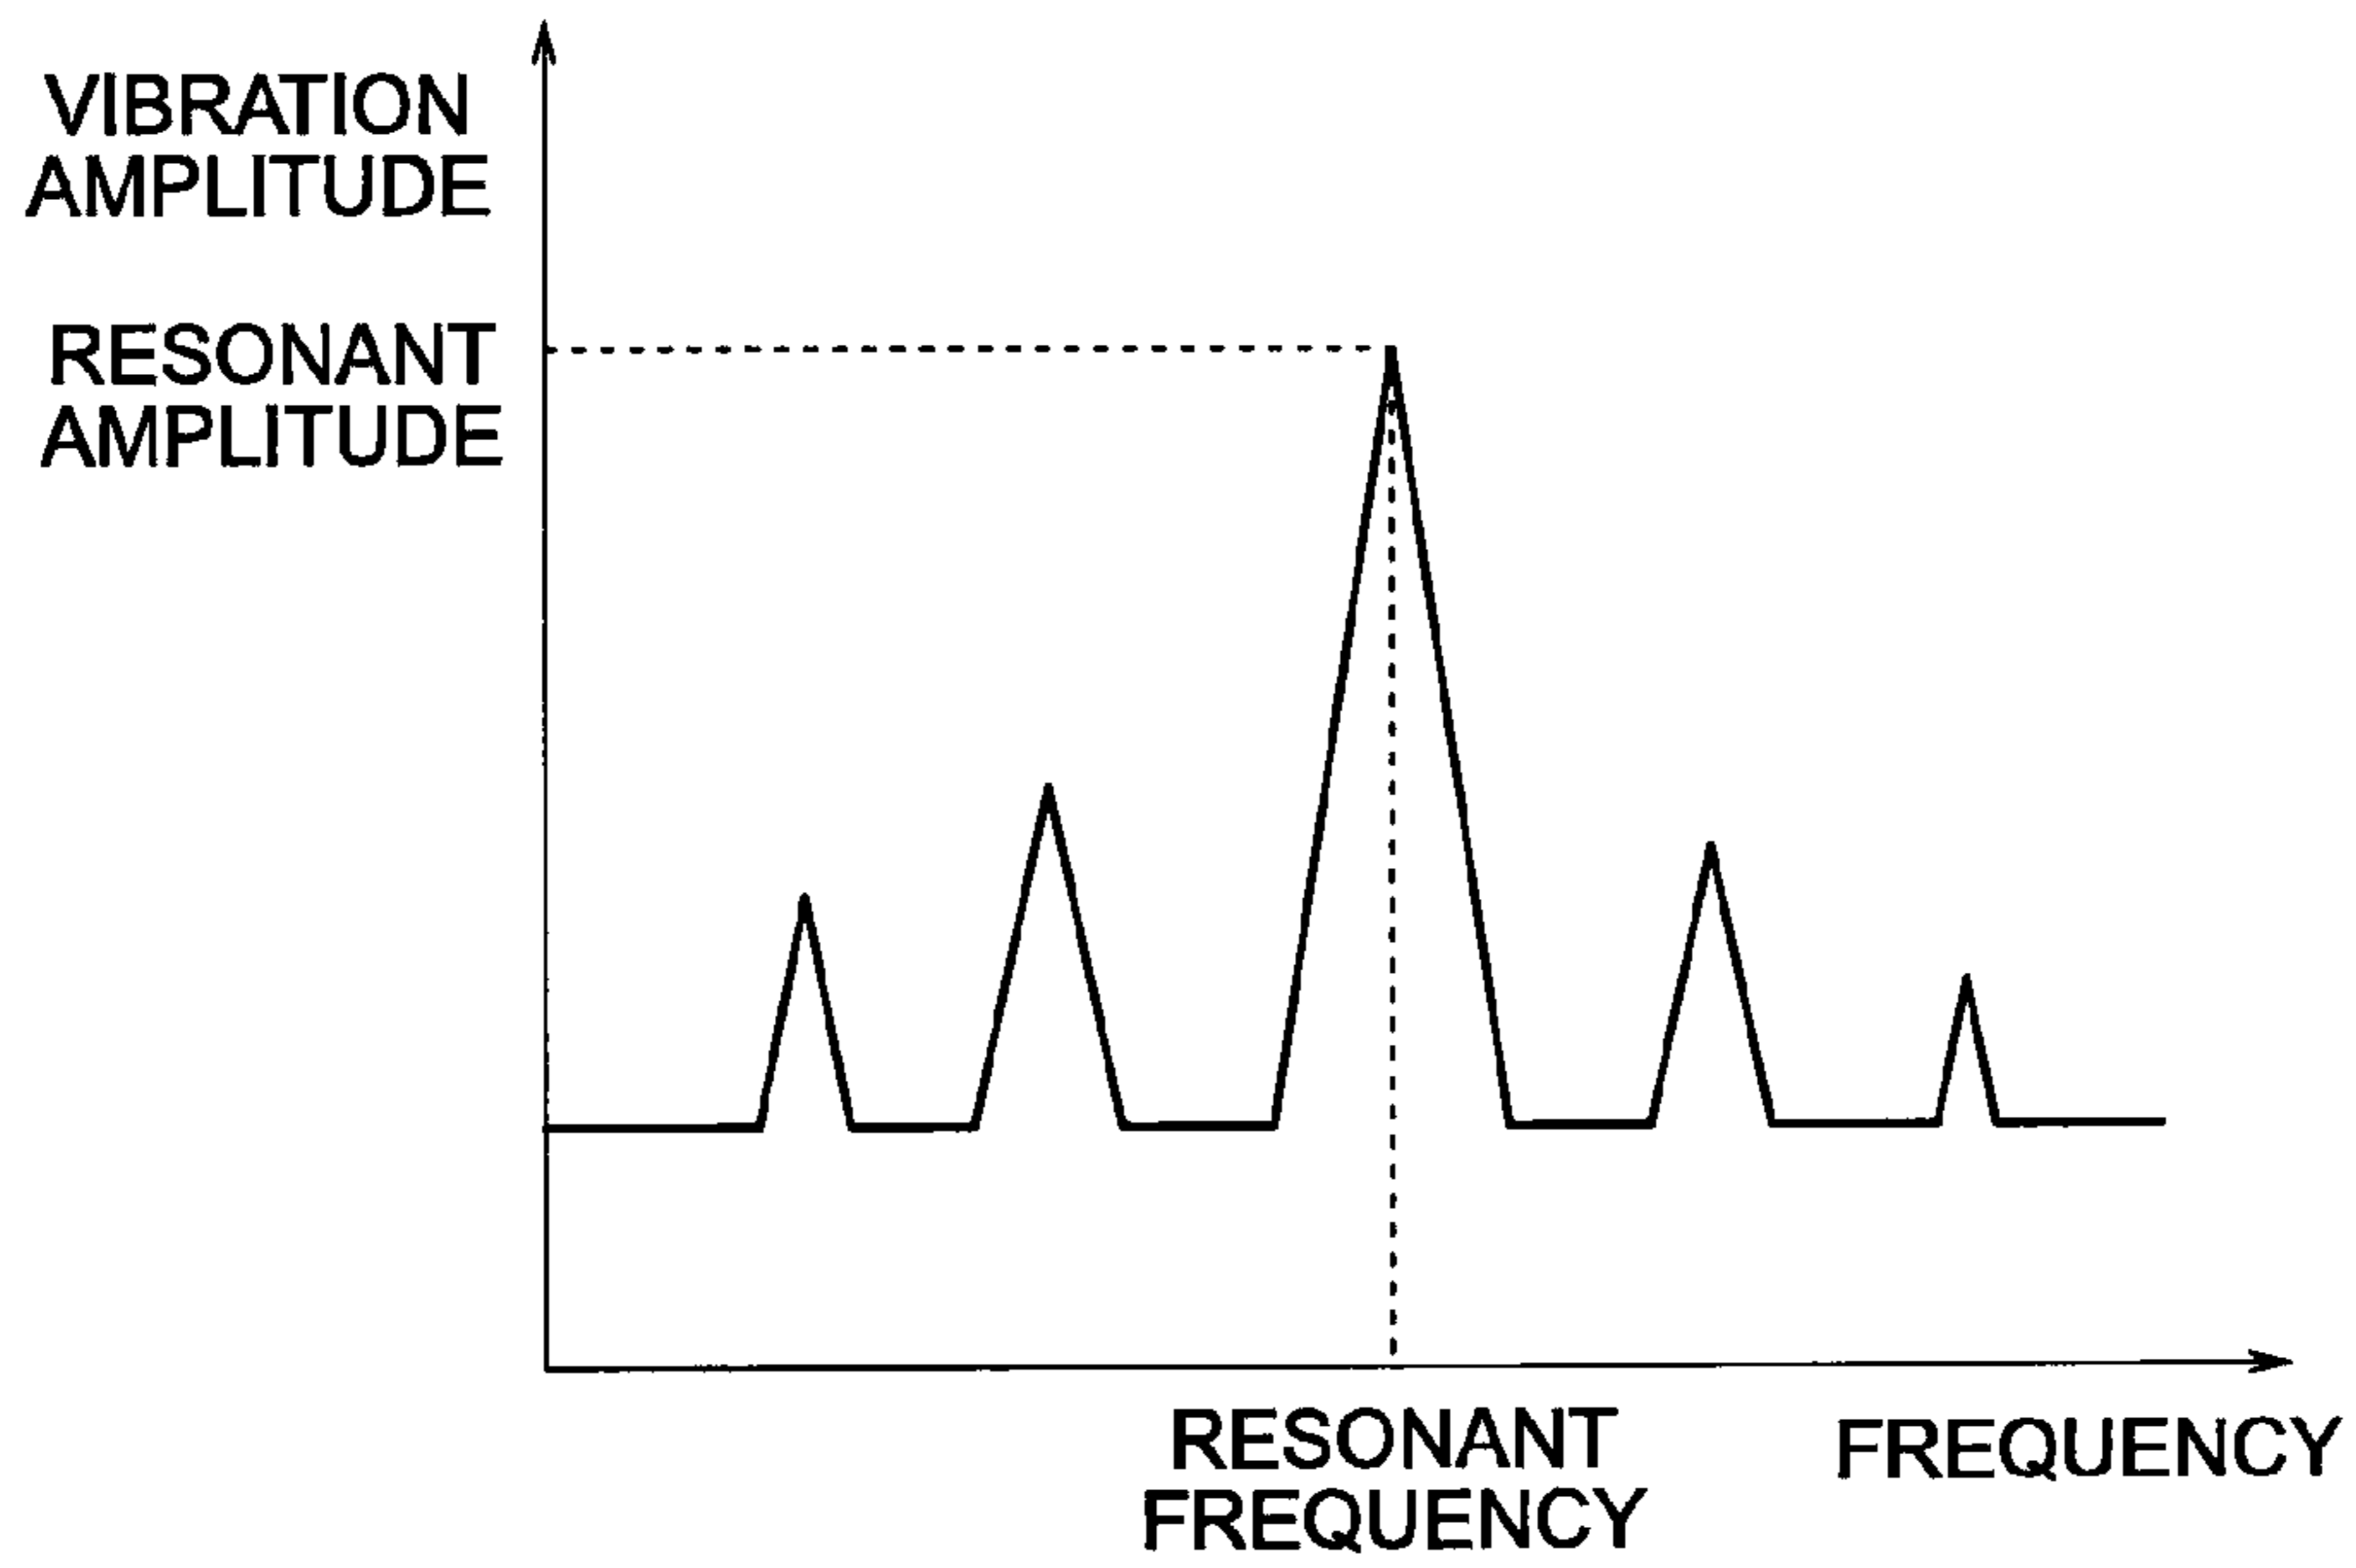 VIBRATION
AMPLITUDE
RESONANT
AMPLITUDE
RESONANT
FREQUENCY
FREQUENCY